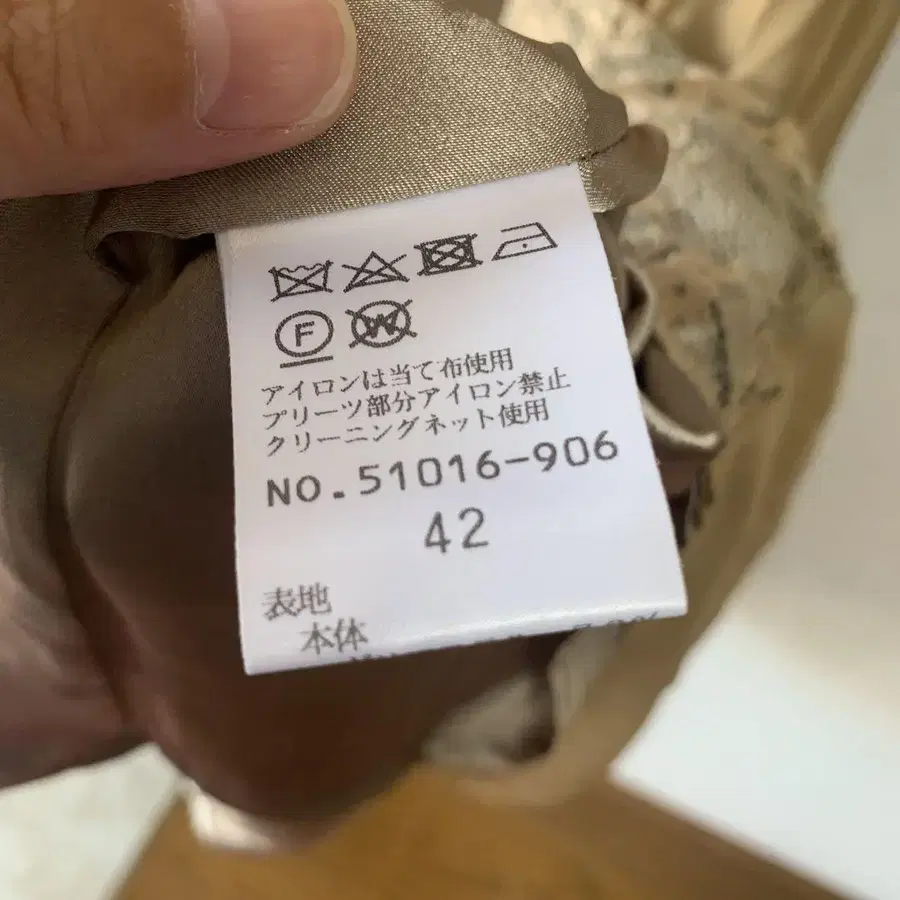 F W
アイロンは当て布使用
プリーツ部分アイロン禁止
クリーニングネット使用
NO.51016-906
42
表地
本体